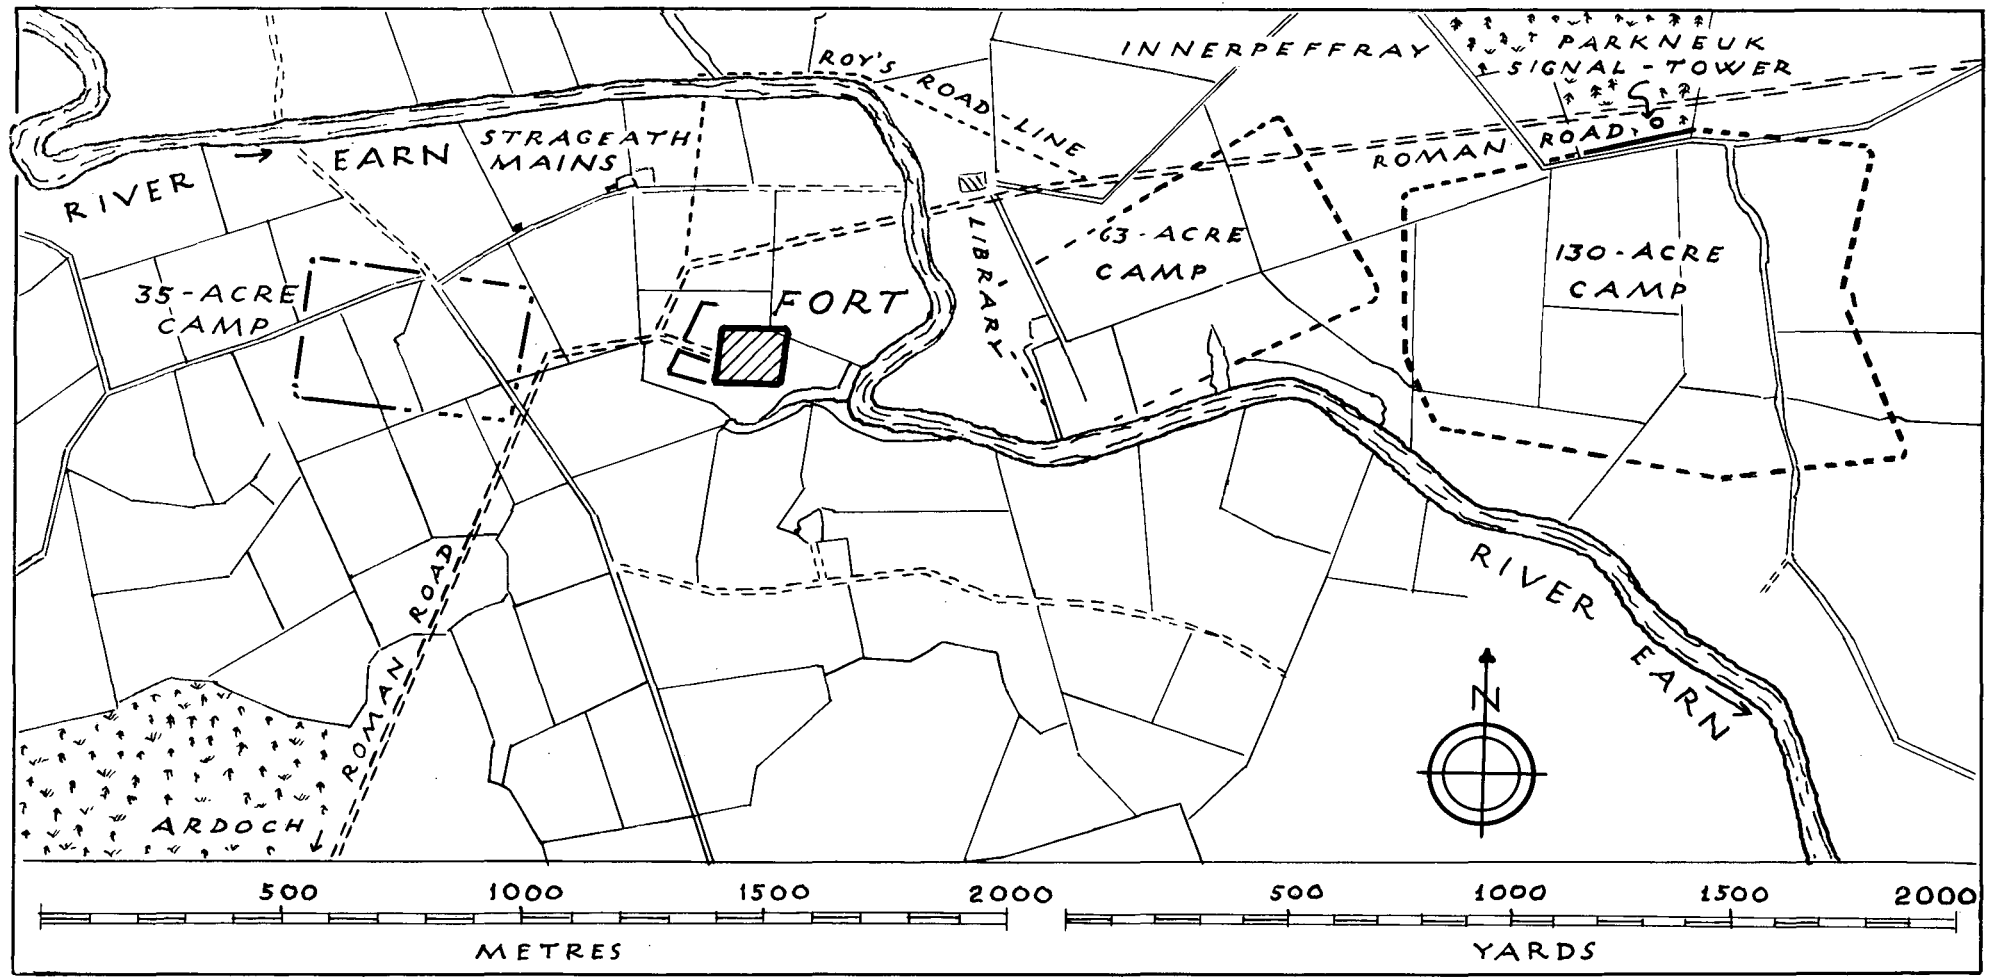 INNERPEFFRAY
PARKNEUK
SIGNAL-TOWER
ROY'S
ROAD-LINE
STRAGEATH
MAINS
RIVER EARN
ROMAN ROAD
LIBRARY
35-ACRE
CAMP
FORT
63-ACRE
CAMP
130-ACRE
CAMP
ROMAN ROAD
RIVER EARN
N
ARDOCH
500 1000 1500 2000
METRES
500 1000 1500 2000
YARDS